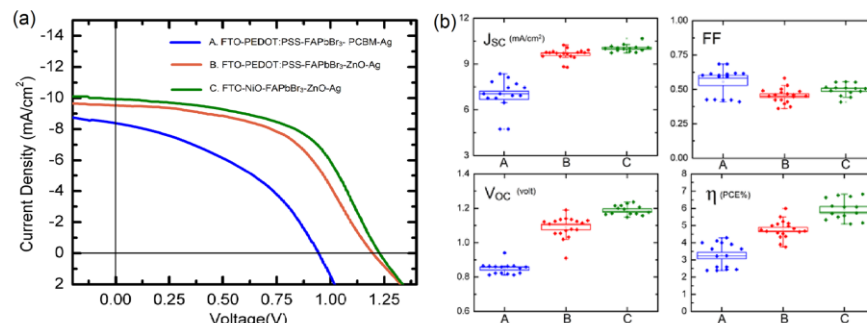 (a)
Current Density (mA/cm²)
-14
-12
-10
-8
-6
-4
-2
0
2
A. FTO-PEDOT:PSS-FAPbBr₃- PCBM-Ag
B. FTO-PEDOT:PSS-FAPbBr₃-ZnO-Ag
C. FTO-NiO-FAPbBr₃-ZnO-Ag
0.00 0.25 0.50 0.75 1.00 1.25
Voltage(V)
(b)
J_SC (mA/cm²)
12
9
6
3
A B C
FF
1.00
0.75
0.50
0.25
0.00
A B C
V_OC (volt)
1.4
1.2
1.0
0.8
0.6
A B C
η (PCE%)
8
7
6
5
4
3
2
1
0
A B C